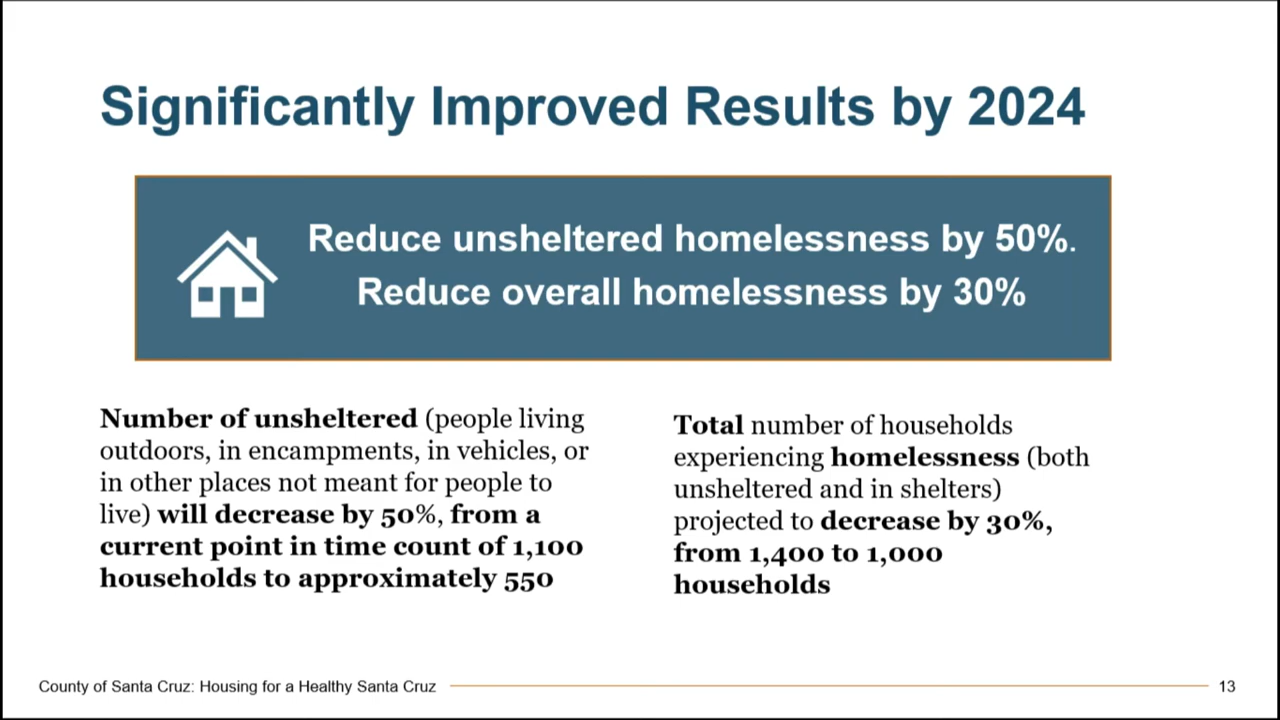 Significantly Improved Results by 2024
Reduce unsheltered homelessness by 50%.
Reduce overall homelessness by 30%
Number of unsheltered (people living
outdoors, in encampments, in vehicles, or
in other places not meant for people to
live) will decrease by 50%, from a
current point in time count of 1,100
households to approximately 550
Total number of households
experiencing homelessness (both
unsheltered and in shelters)
projected to decrease by 30%,
from 1,400 to 1,000
households
County of Santa Cruz: Housing for a Healthy Santa Cruz
13